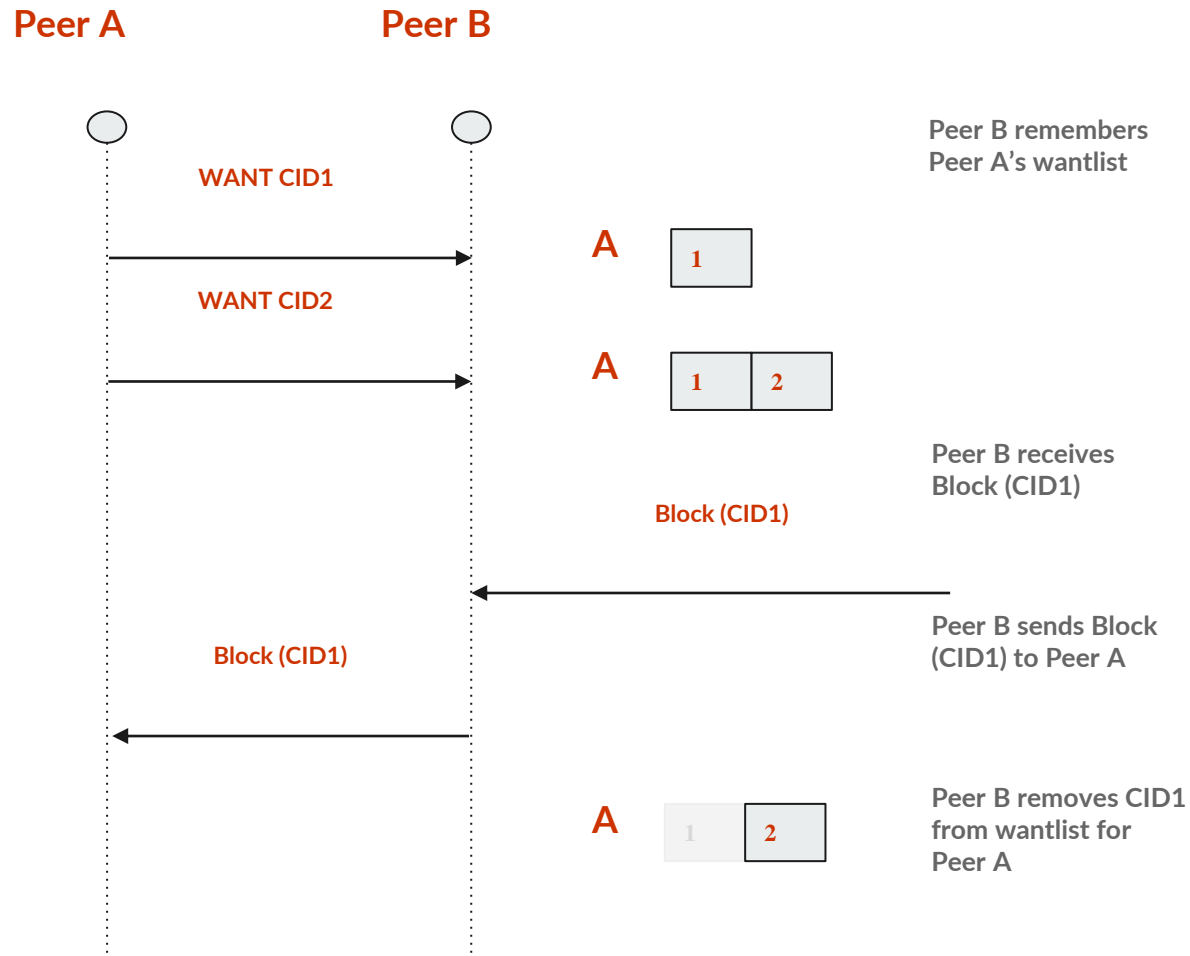 Peer A
Peer B
Peer B remembers
Peer A’s wantlist
WANT CID1
A
1
WANT CID2
A
1 2
Peer B receives
Block (CID1)
Block (CID1)
Peer B sends Block
(CID1) to Peer A
Block (CID1)
Peer B removes CID1
from wantlist for
Peer A
A
1 2